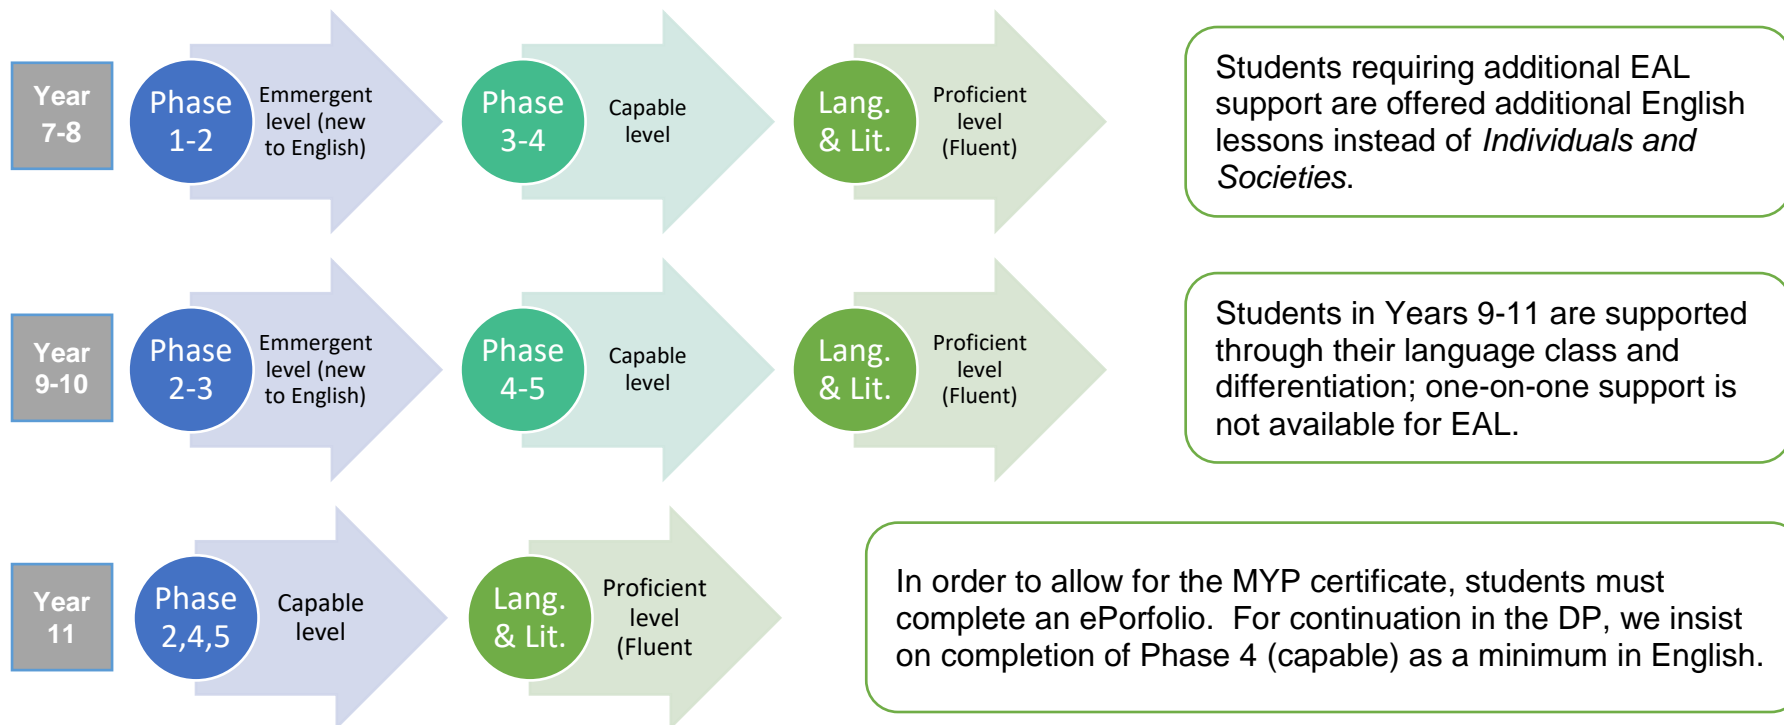 Year
7-8
Phase
1-2
Emmergent
level (new
to English)
Phase
3-4
Capable
level
Lang.
& Lit.
Proficient
level
(Fluent)
Students requiring additional EAL
support are offered additional English
lessons instead of Individuals and
Societies.
Year
9-10
Phase
2-3
Emmergent
level (new
to English)
Phase
4-5
Capable
level
Lang.
& Lit.
Proficient
level
(Fluent)
Students in Years 9-11 are supported
through their language class and
differentiation; one-on-one support is
not available for EAL.
Year
11
Phase
2,4,5
Capable
level
Lang.
& Lit.
Proficient
level
(Fluent
In order to allow for the MYP certificate, students must
complete an ePorfolio.  For continuation in the DP, we insist
on completion of Phase 4 (capable) as a minimum in English.